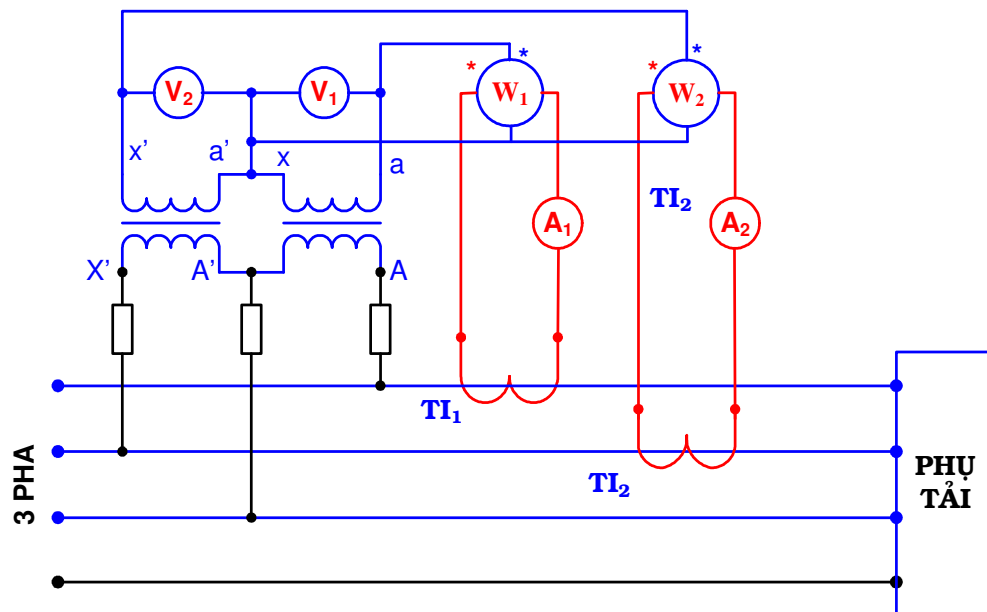 * *
* *
V₂
V₁
W₁
W₂
x'
a'
x
a
TI₂
A₁
A₂
X'
A'
A
TI₁
TI₂
3 PHA
PHỤ
TẢI